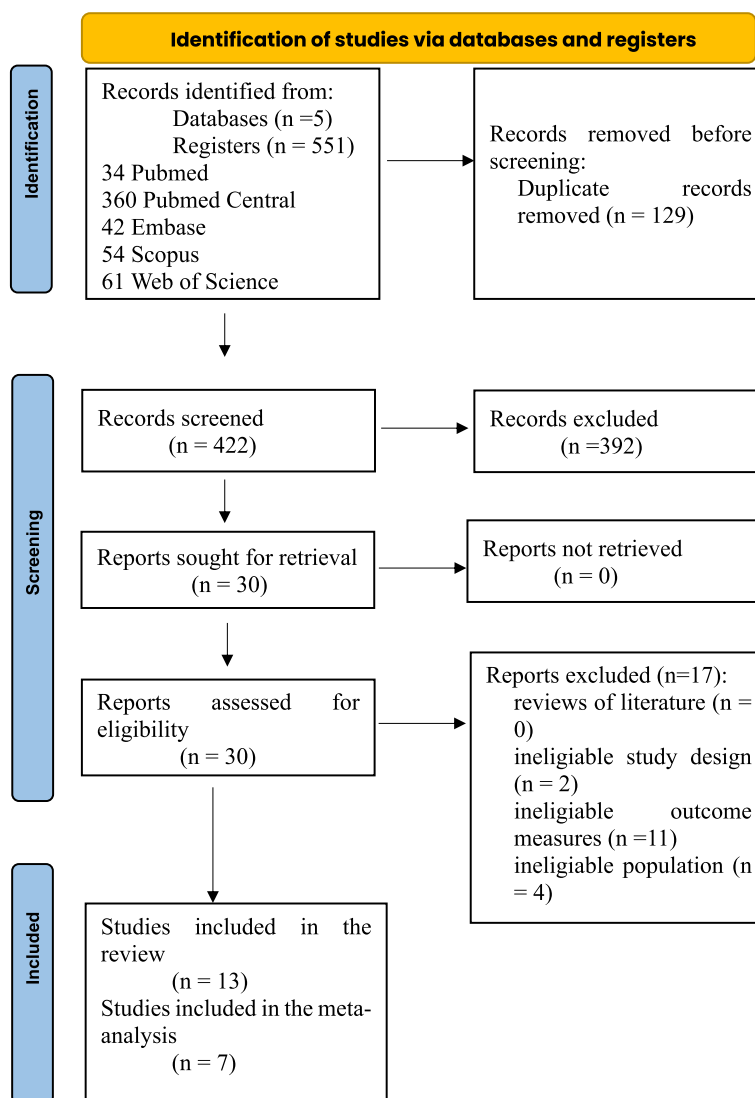 Identification of studies via databases and registers
Identification
Records identified from:
Databases (n =5)
Registers (n = 551)
34 Pubmed
360 Pubmed Central
42 Embase
54 Scopus
61 Web of Science
Records removed before
screening:
Duplicate records
removed (n = 129)
Screening
Records screened
(n = 422)
Records excluded
(n =392)
Reports sought for retrieval
(n = 30)
Reports not retrieved
(n = 0)
Reports assessed for
eligibility
(n = 30)
Reports excluded (n=17):
reviews of literature (n =
0)
ineligiable study design
(n = 2)
ineligiable outcome
measures (n =11)
ineligiable population (n
= 4)
Included
Studies included in the
review
(n = 13)
Studies included in the meta-
analysis
(n = 7)